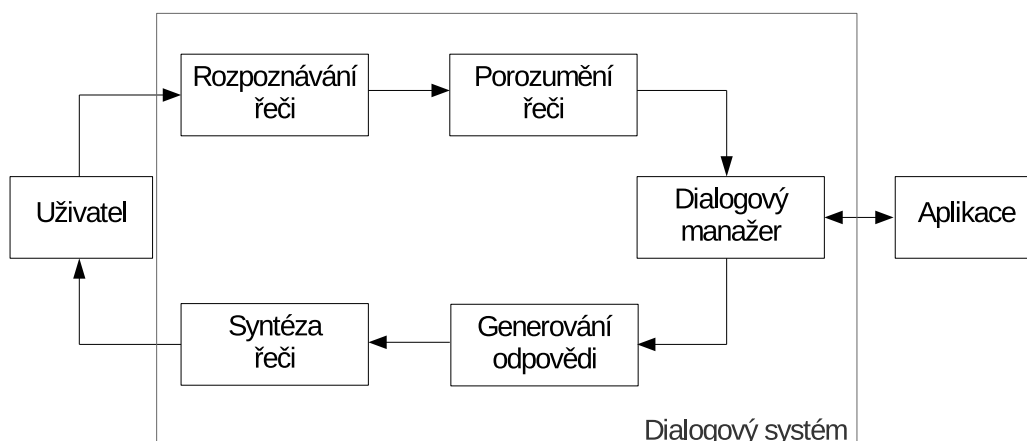 Rozpoznávání
řeči
Porozumění
řeči
Uživatel
Dialogový
manažer
Aplikace
Syntéza
řeči
Generování
odpovědi
Dialogový systém